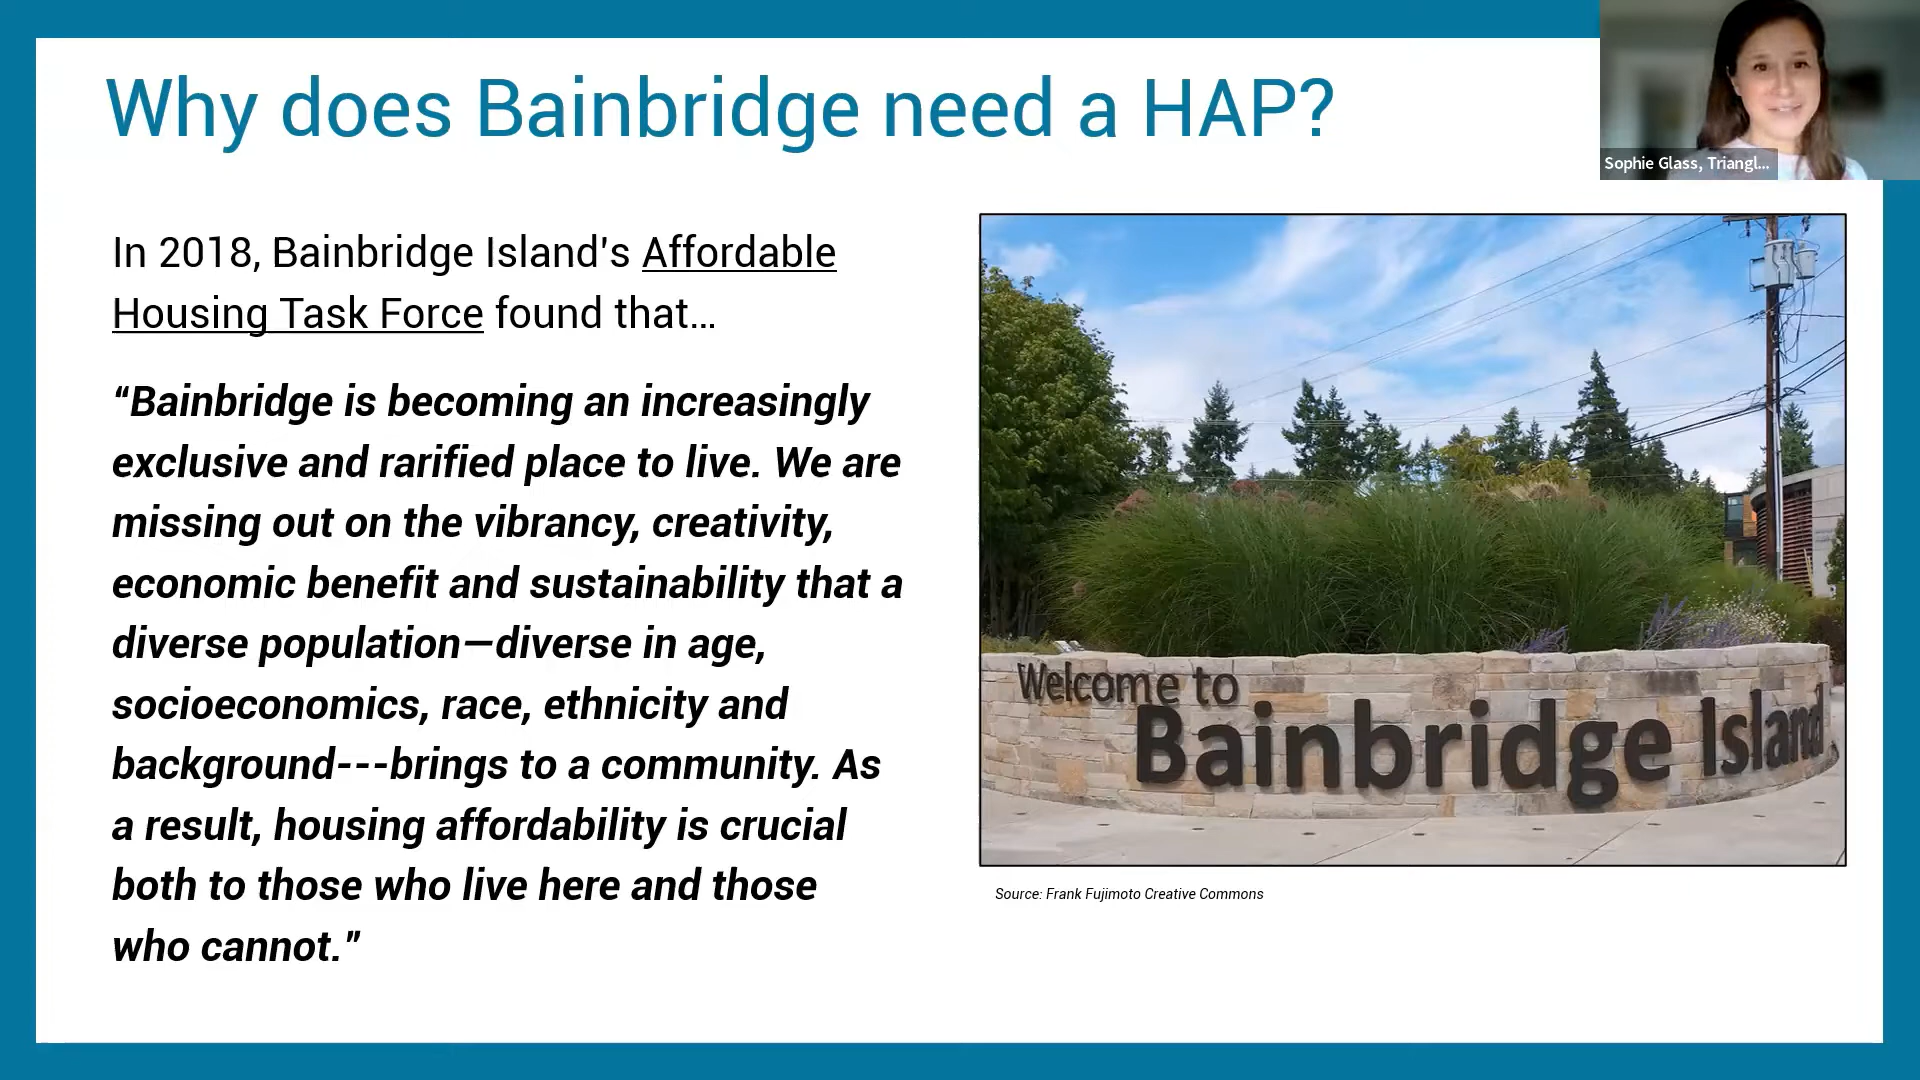 Why does Bainbridge need a HAP?
Sophie Glass, Triangl...
In 2018, Bainbridge Island's Affordable
Housing Task Force found that...
“Bainbridge is becoming an increasingly
exclusive and rarified place to live. We are
missing out on the vibrancy, creativity,
economic benefit and sustainability that a
diverse population—diverse in age,
socioeconomics, race, ethnicity and
background---brings to a community. As
a result, housing affordability is crucial
both to those who live here and those
who cannot.”
Welcome to
Bainbridge Island
Source: Frank Fujimoto Creative Commons